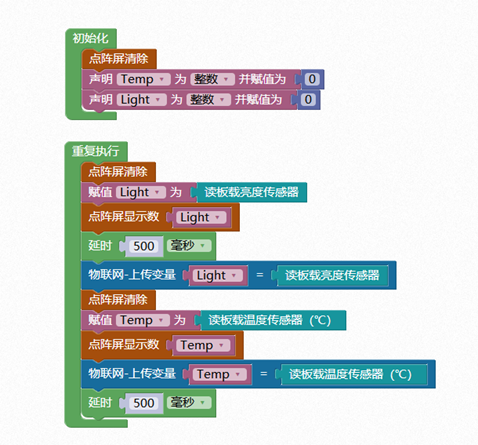 初始化
点阵屏清除
声明 Temp 为 整数 并赋值为 0
声明 Light 为 整数 并赋值为 0
重复执行
点阵屏清除
赋值 Light 为 读板载亮度传感器
点阵屏显示数 Light
延时 500 毫秒
物联网-上传变量 Light = 读板载亮度传感器
点阵屏清除
赋值 Temp 为 读板载温度传感器（℃）
点阵屏显示数 Temp
物联网-上传变量 Temp = 读板载温度传感器（℃）
延时 500 毫秒